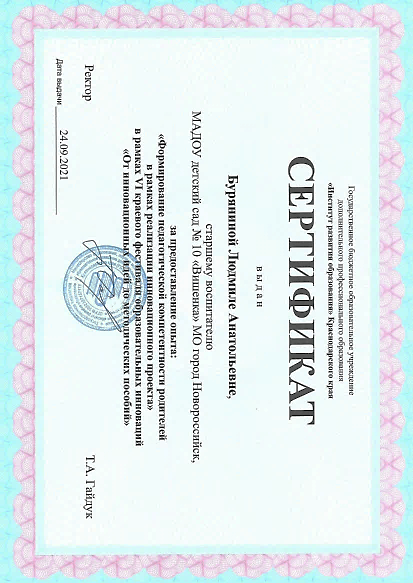 Государственное бюджетное образовательное учреждение
дополнительного профессионального образования
«Институт развития образования» Краснодарского края
СЕРТИФИКАТ
выдан
Буряниной Людмиле Анатольевне,
старшему воспитателю
МАДОУ детский сад № 10 «Вишенка» МО город Новороссийск,
за предоставление опыта:
«Формирование педагогической компетентности родителей
в рамках реализации инновационного проекта»
в рамках VI краевого фестиваля образовательных инноваций
«От инновационных идей до методических пособий»
Ректор
Т.А. Гайдук
Дата выдачи 24.09.2021